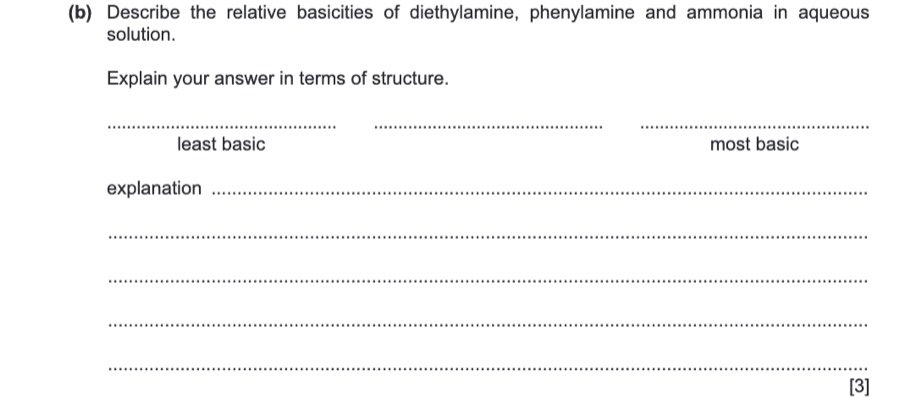 (b) Describe the relative basicities of diethylamine, phenylamine and ammonia in aqueous
solution.
Explain your answer in terms of structure.
least basic most basic
explanation
[3]